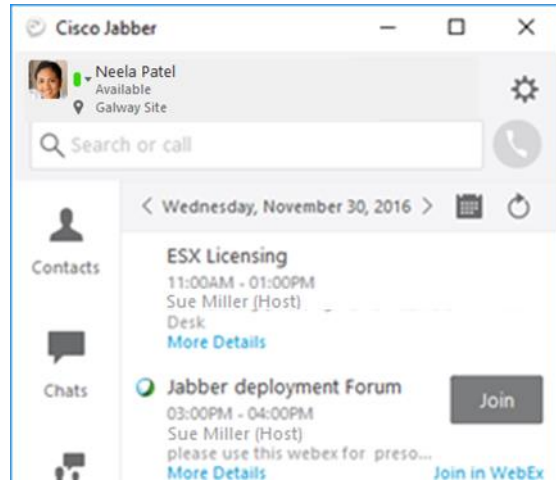 Cisco Jabber
Neela Patel
Available
Galway Site
Search or call
Wednesday, November 30, 2016
Contacts
ESX Licensing
11:00AM - 01:00PM
Sue Miller (Host)
Desk
More Details
Chats
Jabber deployment Forum
Join
03:00PM - 04:00PM
Sue Miller (Host)
please use this webex for preso...
More Details
Join in WebEx